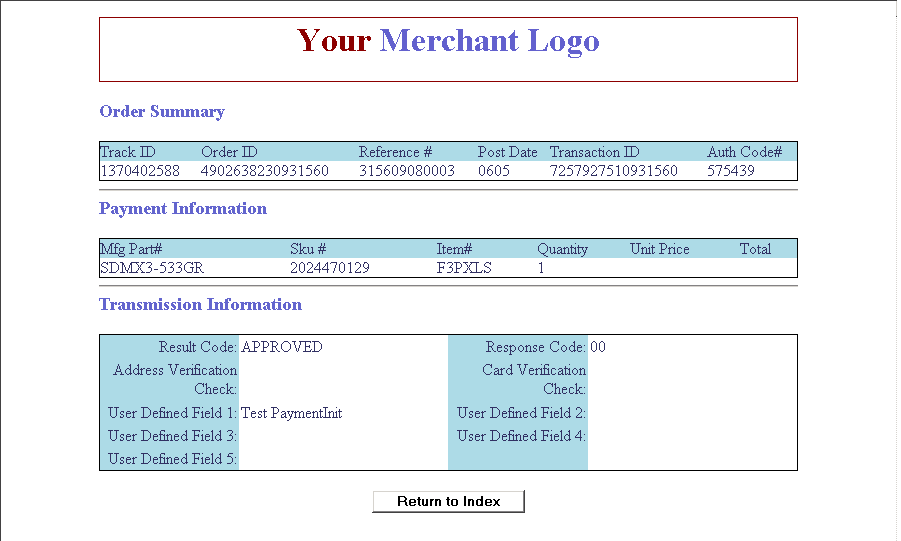 Your Merchant Logo
Order Summary
Track ID Order ID Reference # Post Date Transaction ID Auth Code#
1370402588 4902638230931560 315609080003 0605 7257927510931560 575439
Payment Information
Mfg Part# Sku # Item# Quantity Unit Price Total
SDMX3-533GR 2024470129 F3PXLS 1
Transmission Information
Result Code: APPROVED Response Code: 00
Address Verification Card Verification
Check: Check:
User Defined Field 1: Test PaymentInit User Defined Field 2:
User Defined Field 3: User Defined Field 4:
User Defined Field 5:
Return to Index